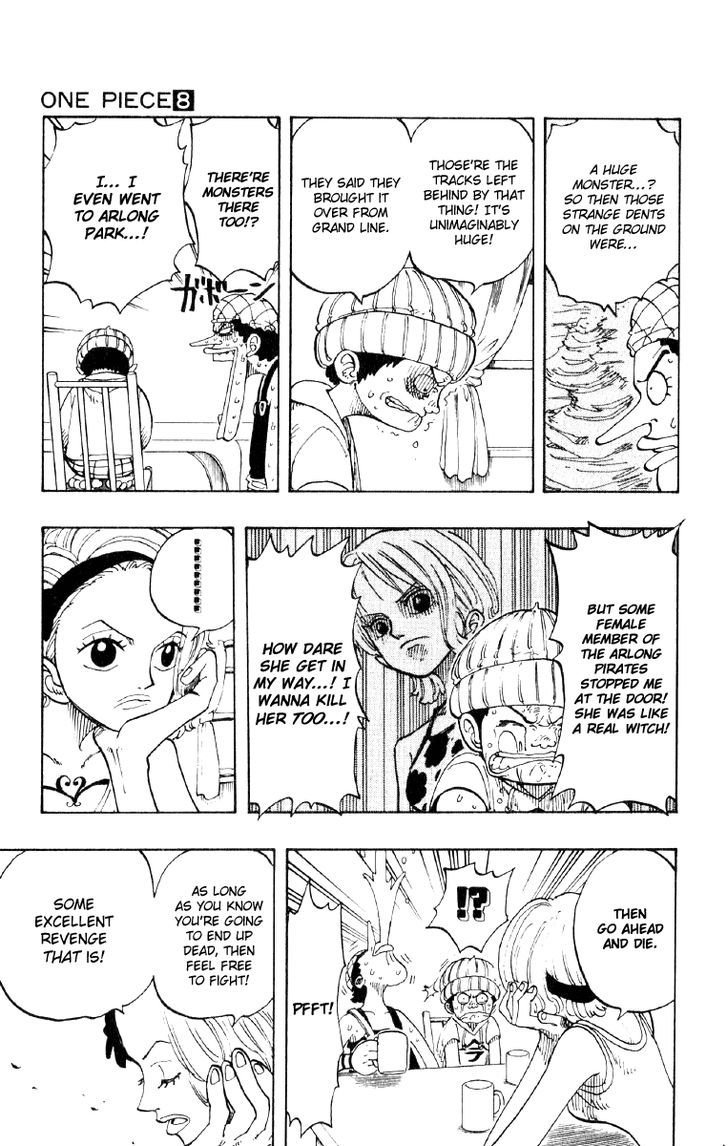 ONE PIECE 8
A HUGE
MONSTER...?
SO THEN THOSE
STRANGE DENTS
ON THE GROUND
WERE...
THOSE'RE THE
TRACKS LEFT
BEHIND BY THAT
THING! IT'S
UNIMAGINABLY
HUGE!
THEY SAID THEY
BROUGHT IT
OVER FROM
GRAND LINE.
THERE'RE
MONSTERS
THERE
TOO!?
ガボーン
I... I
EVEN WENT
TO ARLONG
PARK...!
BUT SOME
FEMALE
MEMBER OF
THE ARLONG
PIRATES
STOPPED ME
AT THE DOOR!
SHE WAS LIKE
A REAL WITCH!
HOW DARE
SHE GET IN
MY WAY...! I
WANNA KILL
HER TOO...!
.........
THEN
GO AHEAD
AND DIE.
!?
PFFT!
AS LONG
AS YOU KNOW
YOU'RE GOING
TO END UP
DEAD, THEN
FEEL FREE
TO FIGHT!
SOME
EXCELLENT
REVENGE
THAT IS!